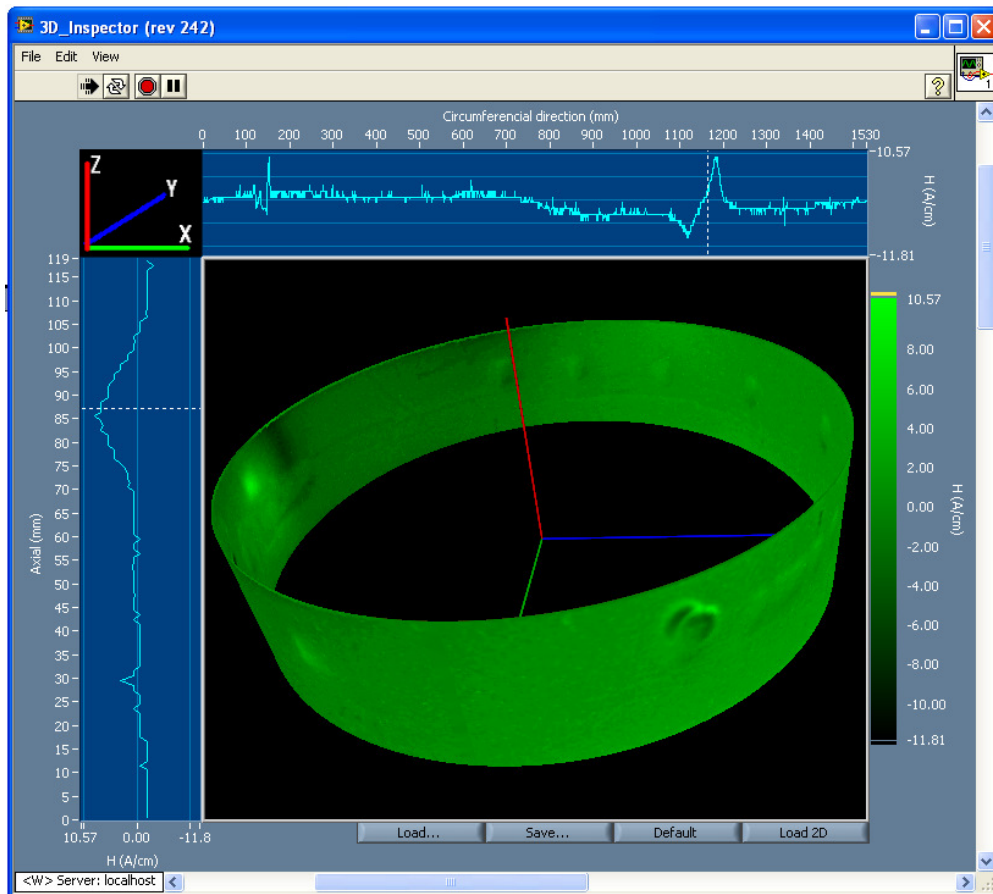 3D_Inspector (rev 242)
File Edit View
?
1
Circumferencial direction (mm)
0 100 200 300 400 500 600 700 800 900 1000 1100 1200 1300 1400 1530
10.57
H (A/cm)
-11.81
Z
Y
X
119
115
110
105
100
95
90
85
80
75
70
65
60
55
50
45
40
35
30
25
20
15
10
5
0
Axial (mm)
10.57 0.00 -11.8
H (A/cm)
10.57
8.00
6.00
4.00
2.00
0.00
-2.00
-4.00
-6.00
-8.00
-10.00
-11.81
H (A/cm)
Load... Save... Default Load 2D
<W> Server: localhost